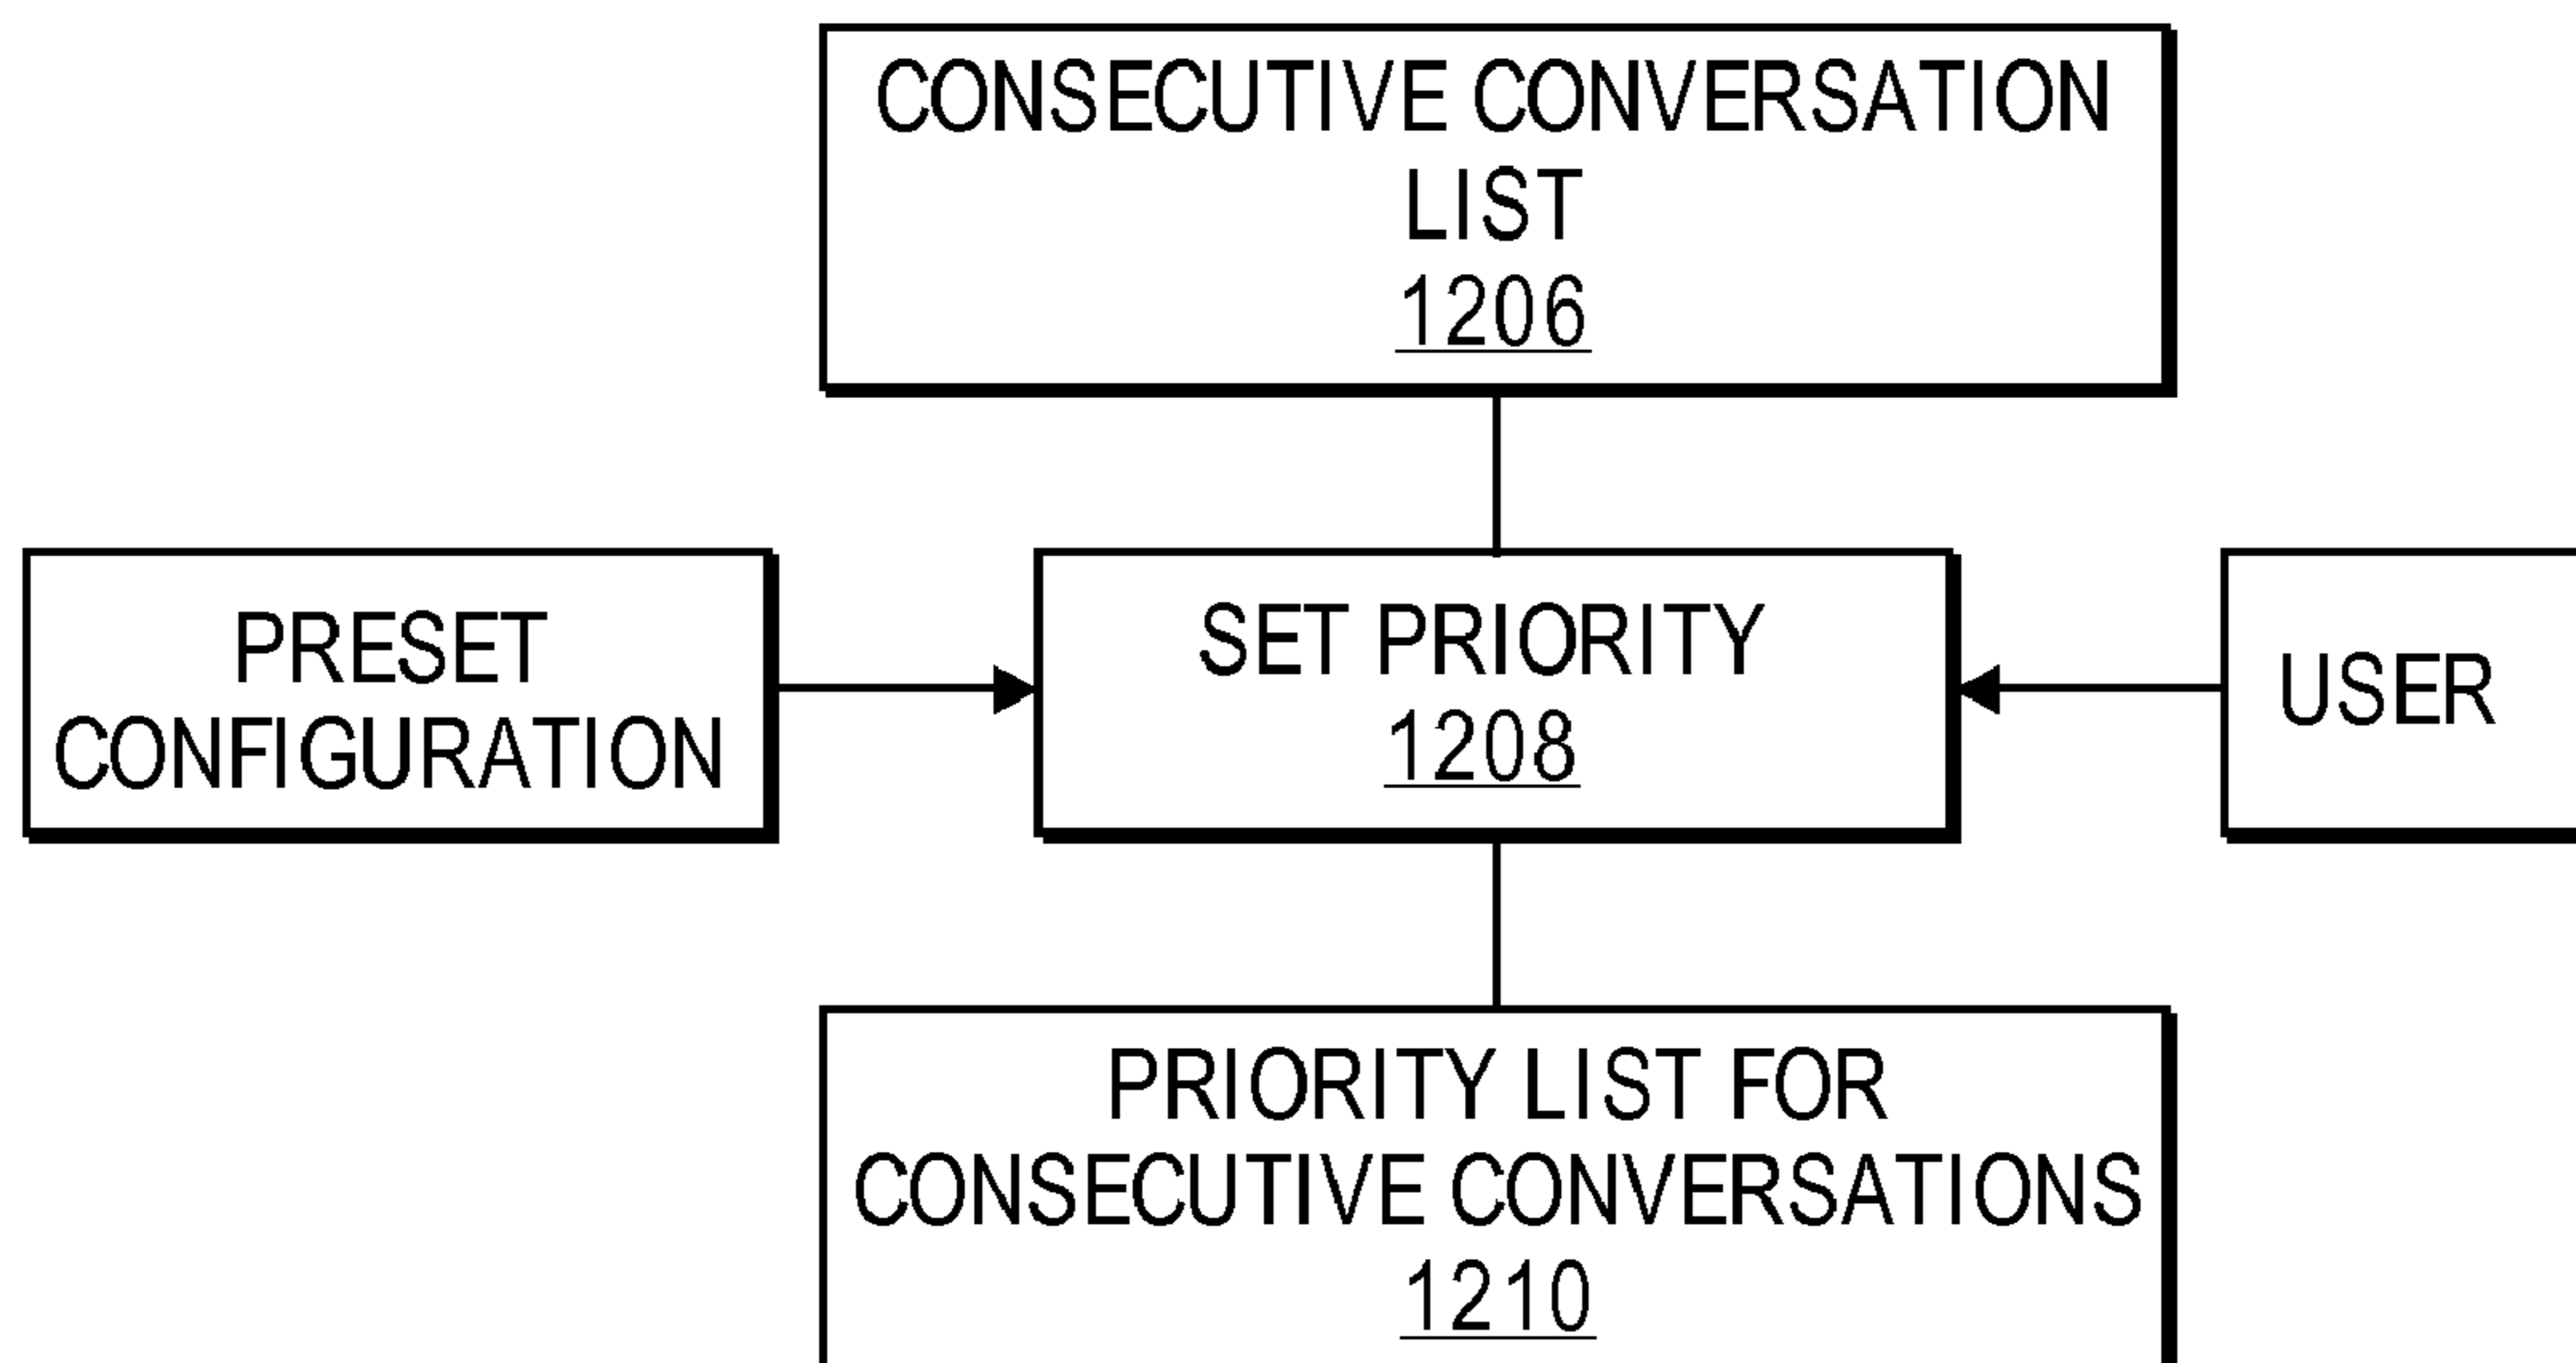 CONSECUTIVE CONVERSATION
LIST
1206
PRESET
CONFIGURATION
SET PRIORITY
1208
USER
PRIORITY LIST FOR
CONSECUTIVE CONVERSATIONS
1210